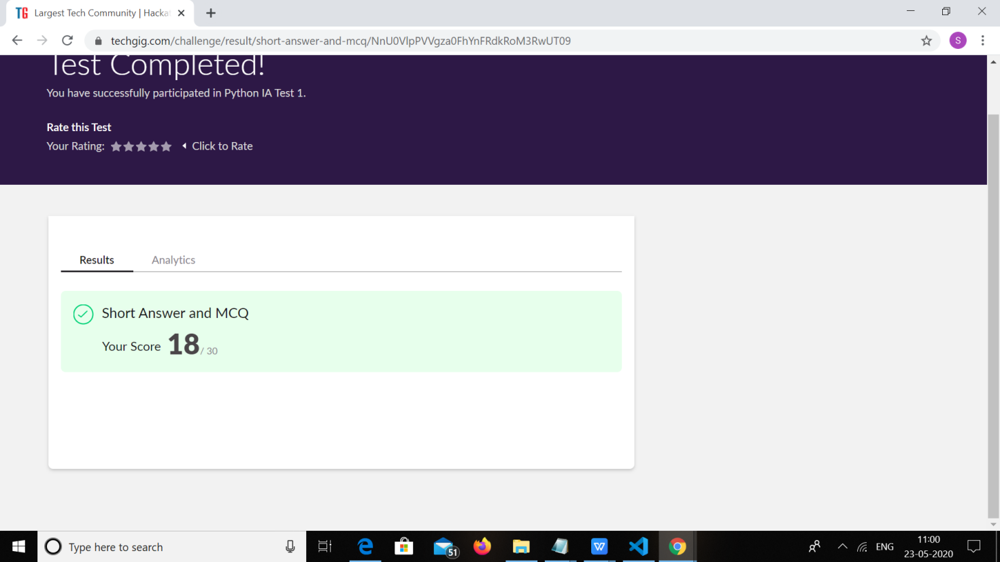 TG Largest Tech Community | Hacka
techgig.com/challenge/result/short-answer-and-mcq/NnU0VlpPVVgza0FhYnFRdkRoM3RwUT09
S
Test Completed!
You have successfully participated in Python IA Test 1.
Rate this Test
Your Rating: Click to Rate
Results Analytics
Short Answer and MCQ
Your Score 18 / 30
Type here to search
51
W
ENG
11:00
23-05-2020